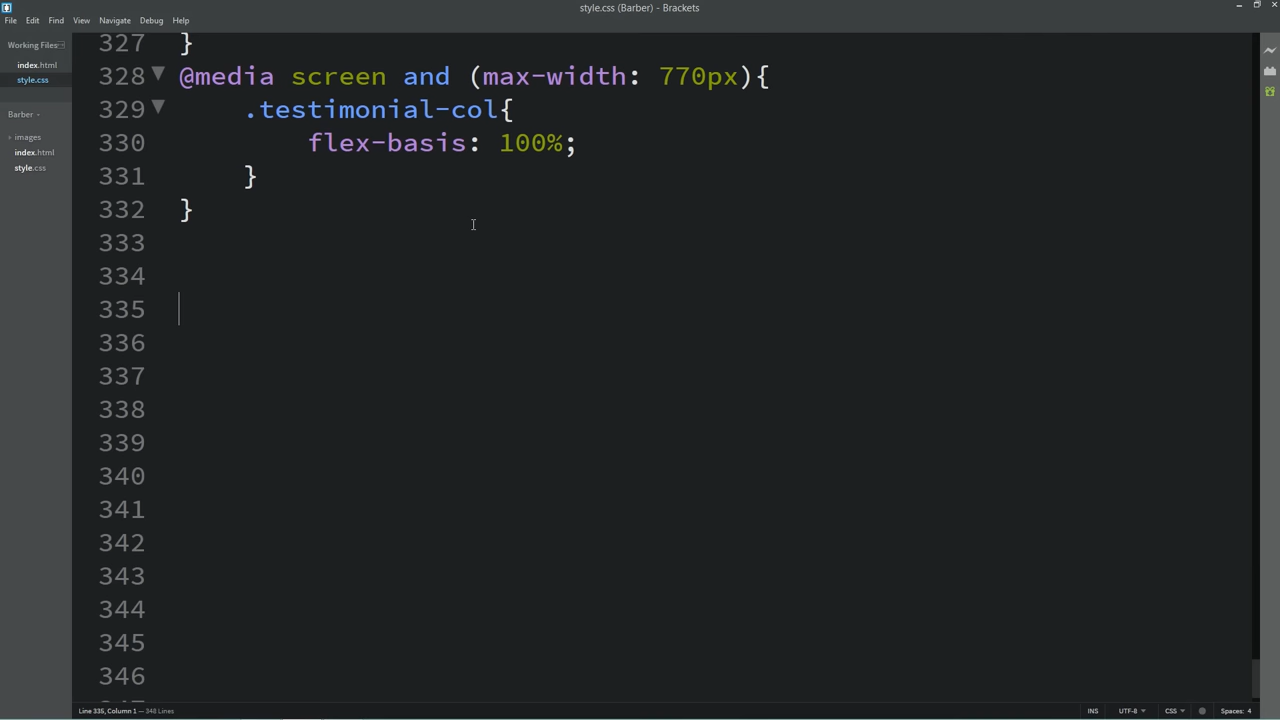 style.css (Barber) - Brackets
File Edit Find View Navigate Debug Help
Working Files
index.html
style.css
Barber
images
index.html
style.css
327 }
328 @media screen and (max-width: 770px){
329 .testimonial-col{
330 flex-basis: 100%;
331 }
332 }
333
334
335
336
337
338
339
340
341
342
343
344
345
346
Line 335, Column 1 — 348 Lines
INS UTF-8 CSS Spaces: 4